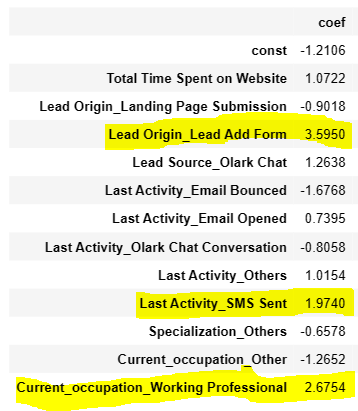 coef
const -1.2106
Total Time Spent on Website 1.0722
Lead Origin_Landing Page Submission -0.9018
Lead Origin_Lead Add Form 3.5950
Lead Source_Olark Chat 1.2638
Last Activity_Email Bounced -1.6768
Last Activity_Email Opened 0.7395
Last Activity_Olark Chat Conversation -0.8058
Last Activity_Others 1.0154
Last Activity_SMS Sent 1.9740
Specialization_Others -0.6578
Current_occupation_Other -1.2652
Current_occupation_Working Professional 2.6754